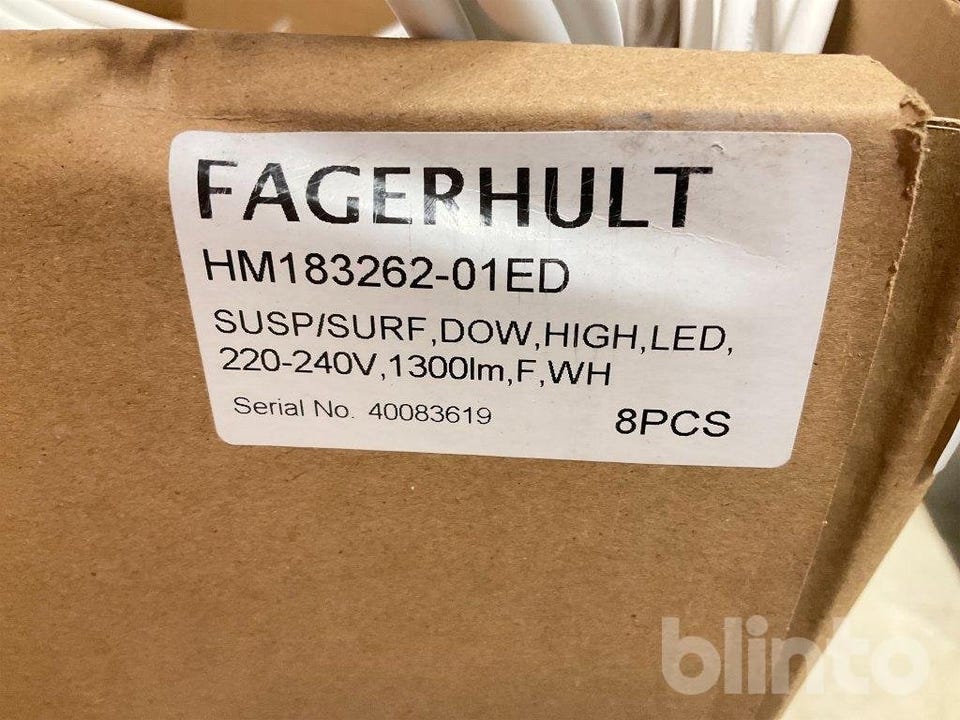 FAGERHULT
HM183262-01ED
SUSP/SURF,DOW,HIGH,LED,
220-240V,1300lm,F,WH
Serial No. 40083619
8PCS
blinto